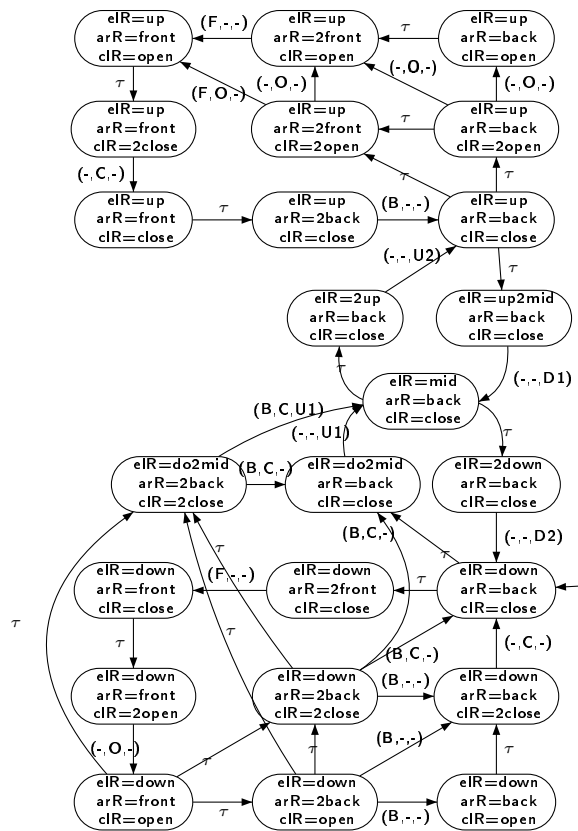 elR=up
arR=front
clR=open
(F,-,-)
elR=up
arR=2front
clR=open
τ
elR=up
arR=back
clR=open
τ
(F,O,-)
(-,O,-)
(-,O,-)
(-,O,-)
elR=up
arR=front
clR=2close
elR=up
arR=2front
clR=2open
τ
elR=up
arR=back
clR=2open
(-,C,-)
τ
τ
elR=up
arR=front
clR=close
τ
elR=up
arR=2back
clR=close
(B,-,-)
elR=up
arR=back
clR=close
(-,-,U2)
τ
elR=2up
arR=back
clR=close
elR=up2mid
arR=back
clR=close
τ
(-,-,D1)
elR=mid
arR=back
clR=close
(B,C,U1)
(-,-,U1)
τ
elR=do2mid
arR=2back
clR=2close
(B,C,-)
elR=do2mid
arR=back
clR=close
elR=2down
arR=back
clR=close
(B,C,-)
(-,-,D2)
τ
τ
elR=down
arR=front
clR=close
(F,-,-)
elR=down
arR=2front
clR=close
τ
elR=down
arR=back
clR=close
τ
τ
τ
(B,C,-)
(-,C,-)
elR=down
arR=front
clR=2open
elR=down
arR=2back
clR=2close
(B,-,-)
elR=down
arR=back
clR=2close
(-,O,-)
τ
τ
(B,-,-)
τ
elR=down
arR=front
clR=open
τ
elR=down
arR=2back
clR=open
(B,-,-)
elR=down
arR=back
clR=open